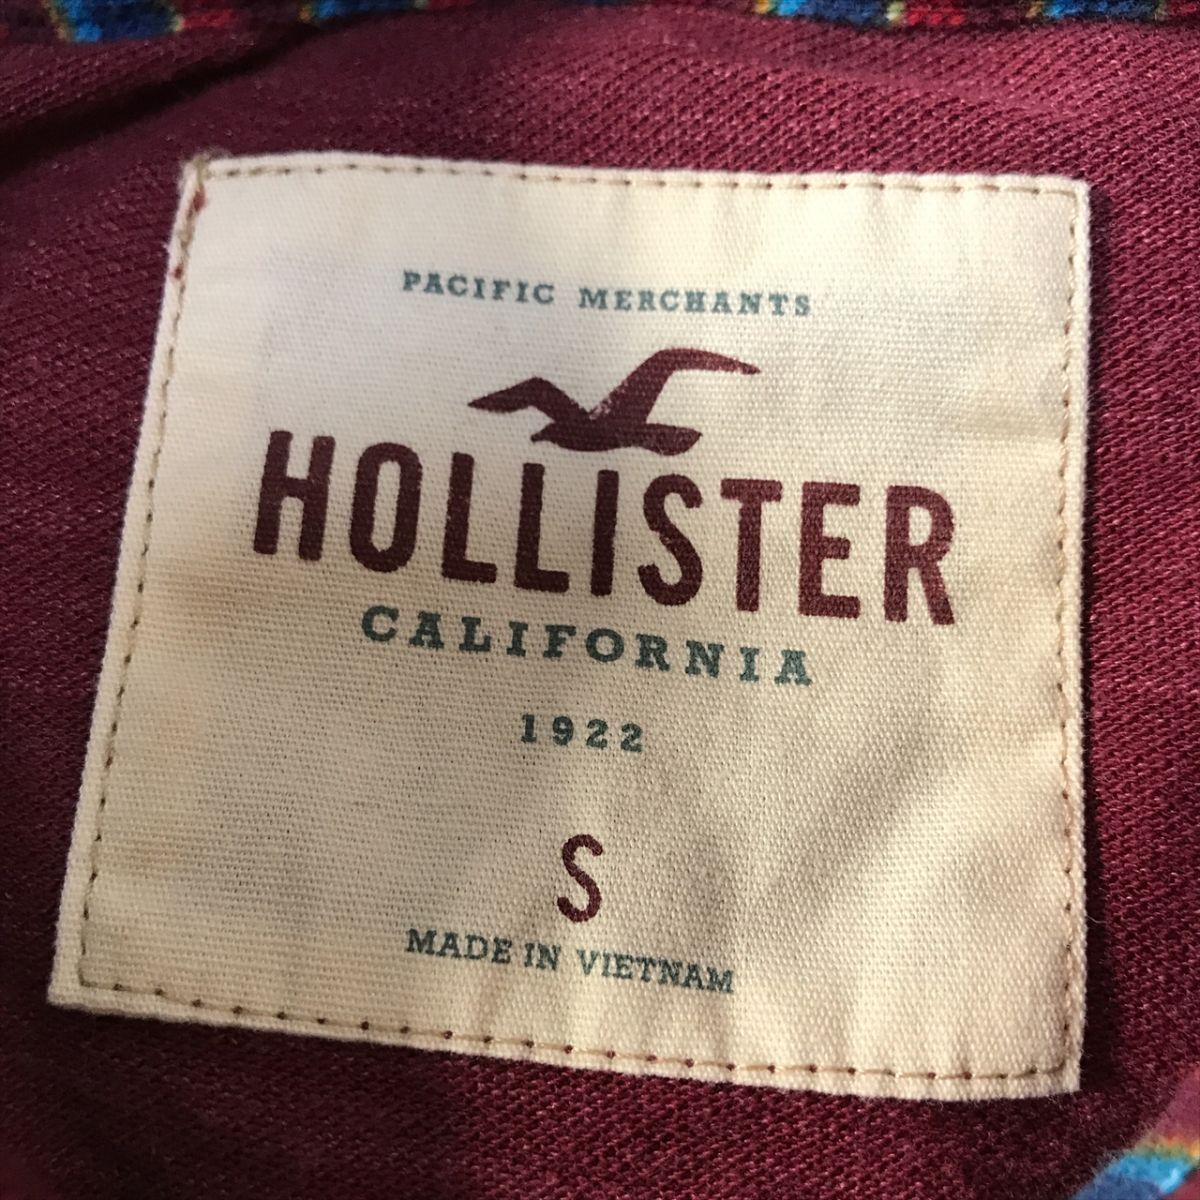 PACIFIC MERCHANTS
HOLLISTER
CALIFORNIA
1922
S
MADE IN VIETNAM